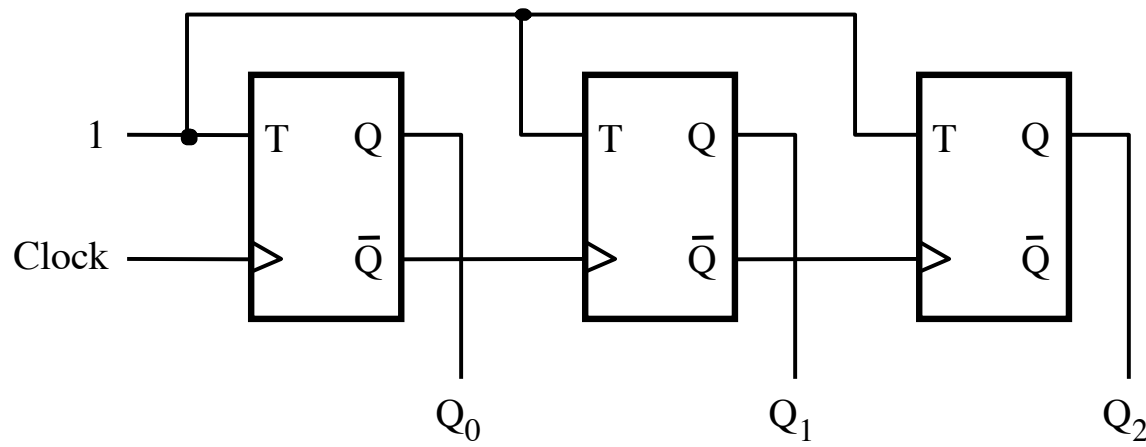 1 T Q T Q T Q
Clock Q̅ Q̅ Q̅
Q₀ Q₁ Q₂